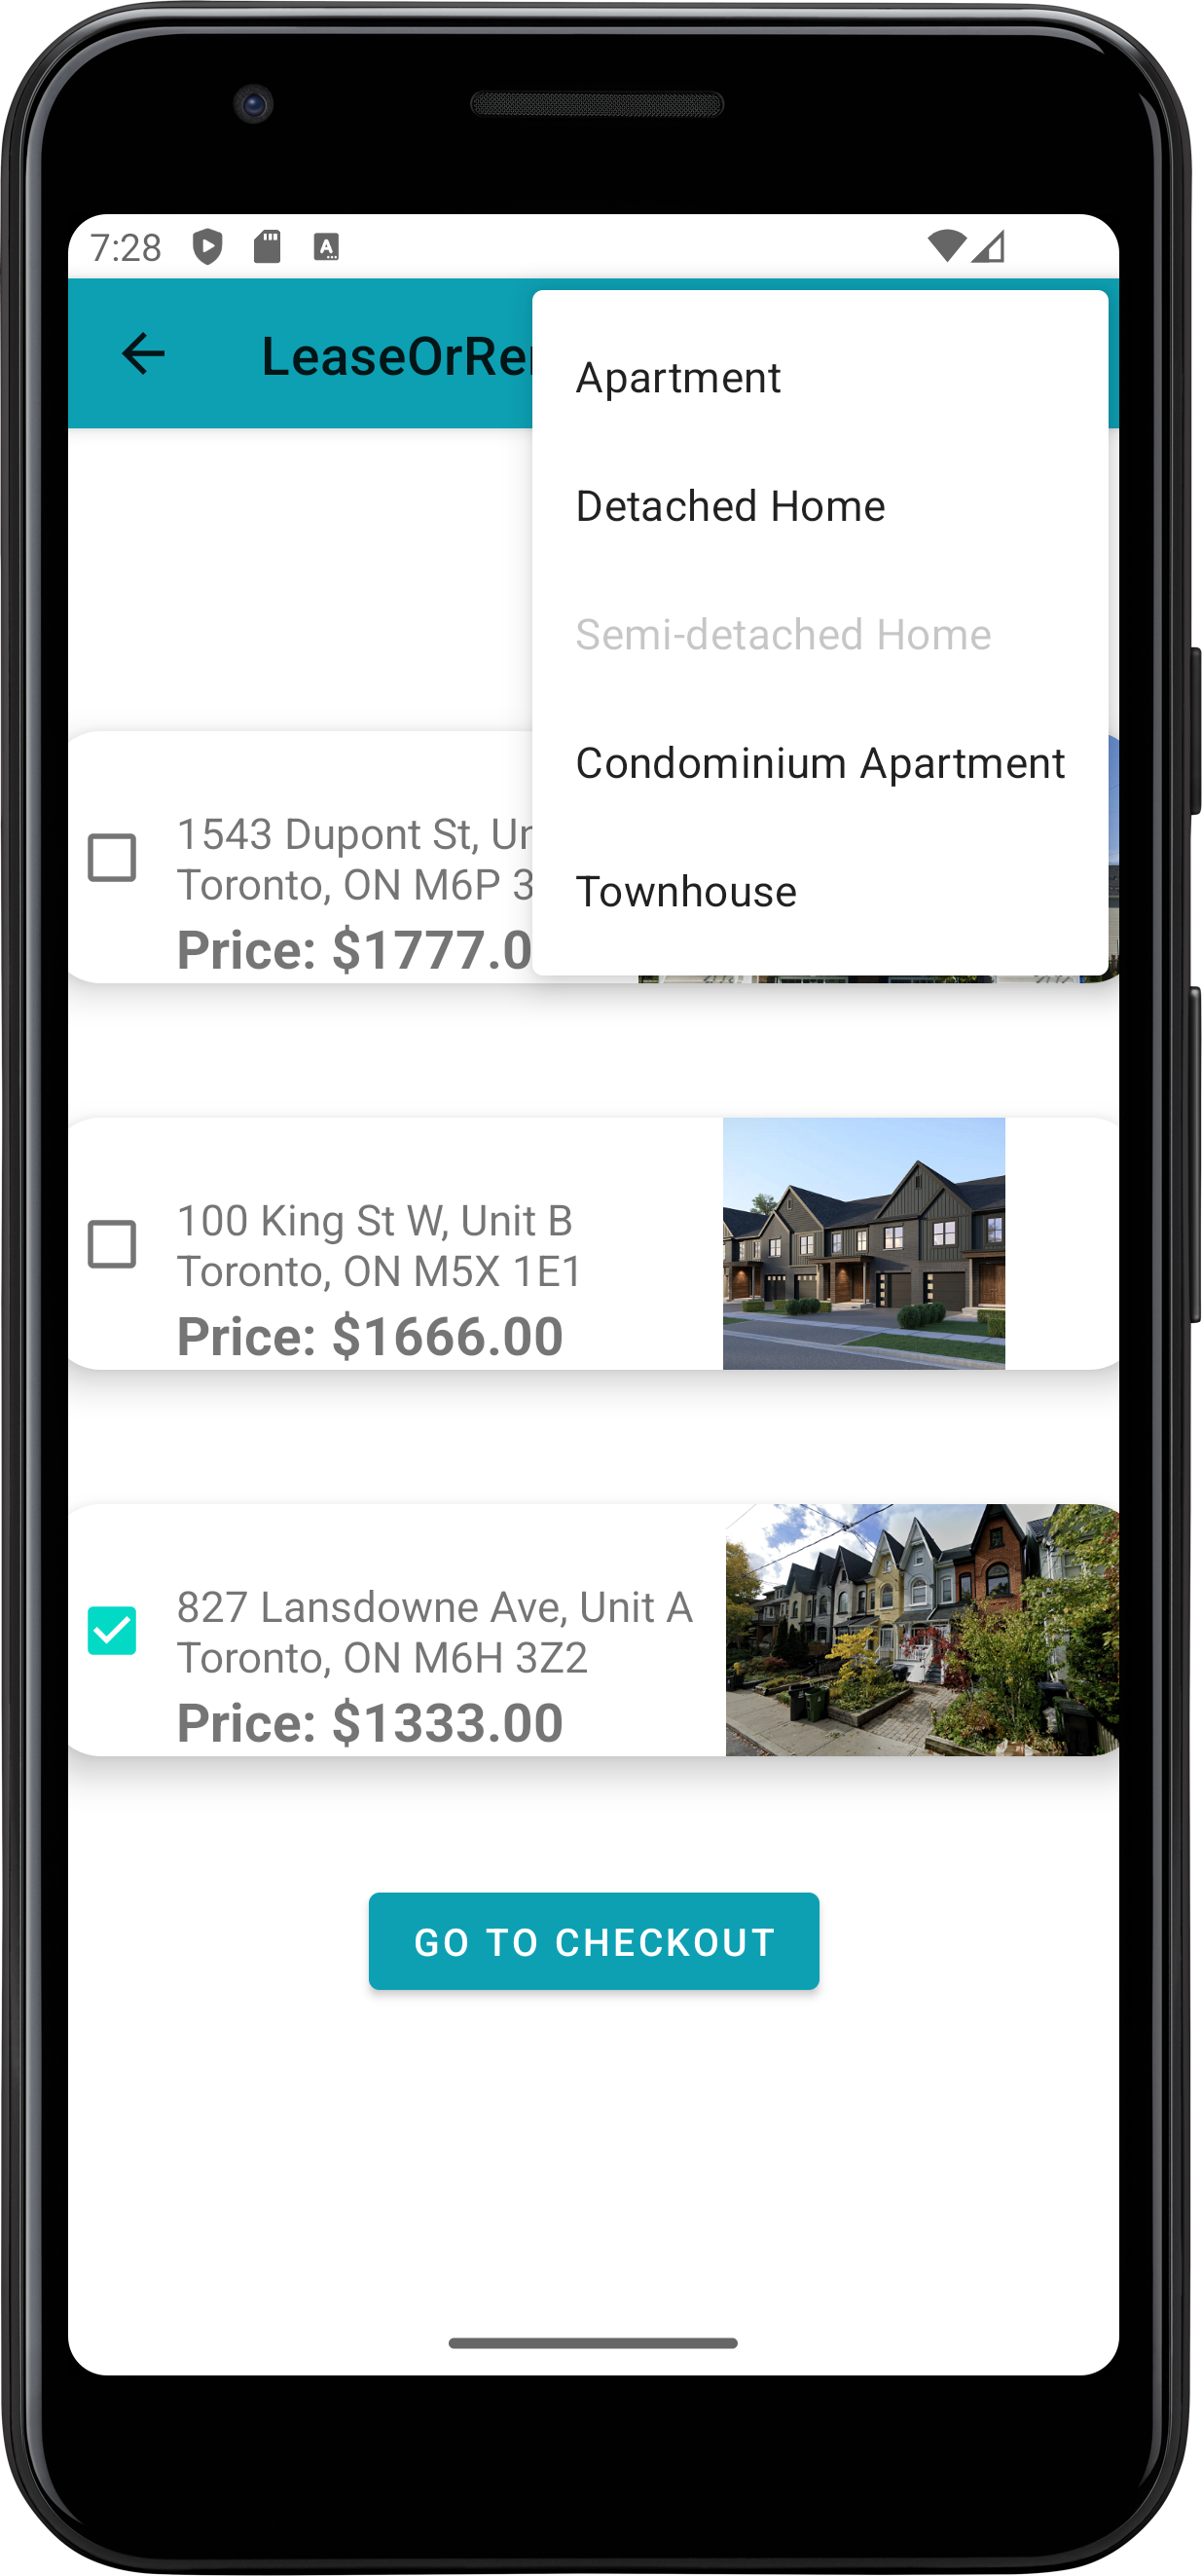 7:28
LeaseOrRe
Apartment
Detached Home
Semi-detached Home
Condominium Apartment
Townhouse
1543 Dupont St,
Toronto, ON M6P
Price: $1777.0
100 King St W, Unit B
Toronto, ON M5X 1E1
Price: $1666.00
827 Lansdowne Ave, Unit A
Toronto, ON M6H 3Z2
Price: $1333.00
GO TO CHECKOUT